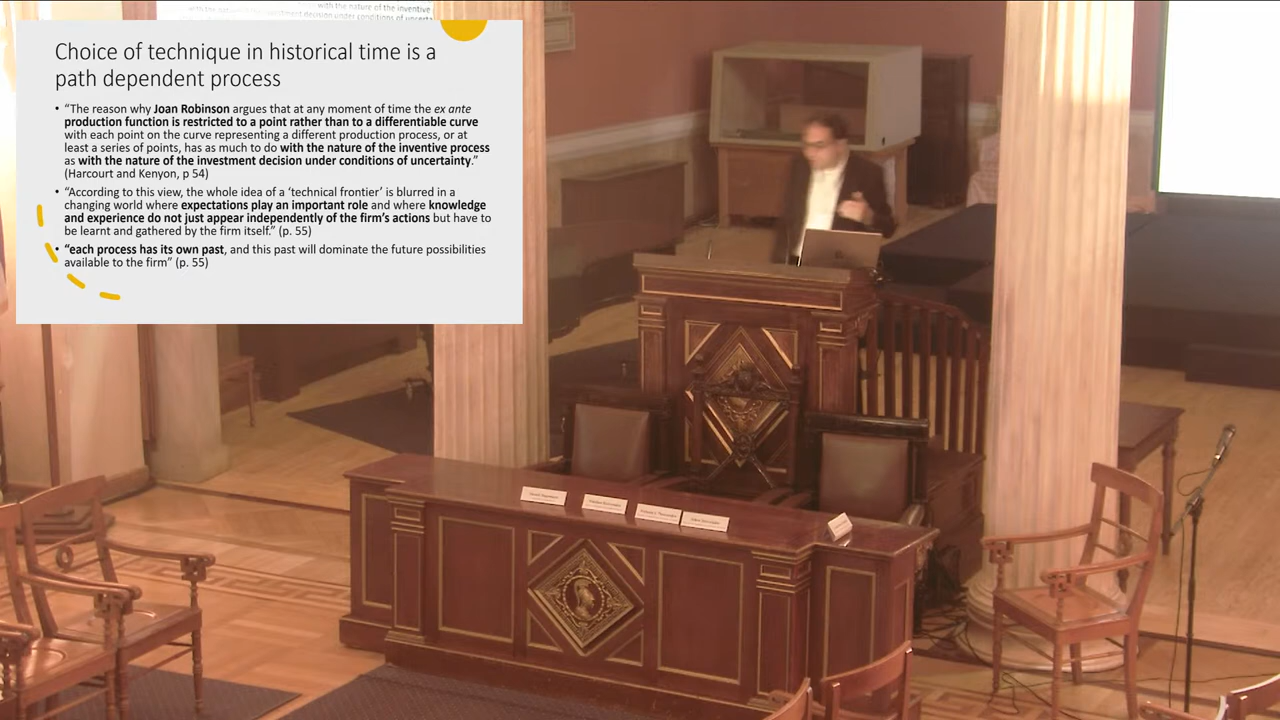 with the nature of the inventive
Choice of technique in historical time is a
path dependent process
• “The reason why Joan Robinson argues that at any moment of time the ex ante
production function is restricted to a point rather than to a differentiable curve
with each point on the curve representing a different production process, or at
least a series of points, has as much to do with the nature of the inventive process
as with the nature of the investment decision under conditions of uncertainty.”
(Harcourt and Kenyon, p 54)
• “According to this view, the whole idea of a ‘technical frontier’ is blurred in a
changing world where expectations play an important role and where knowledge
and experience do not just appear independently of the firm’s actions but have to
be learnt and gathered by the firm itself.” (p. 55)
• “each process has its own past, and this past will dominate the future possibilities
available to the firm” (p. 55)